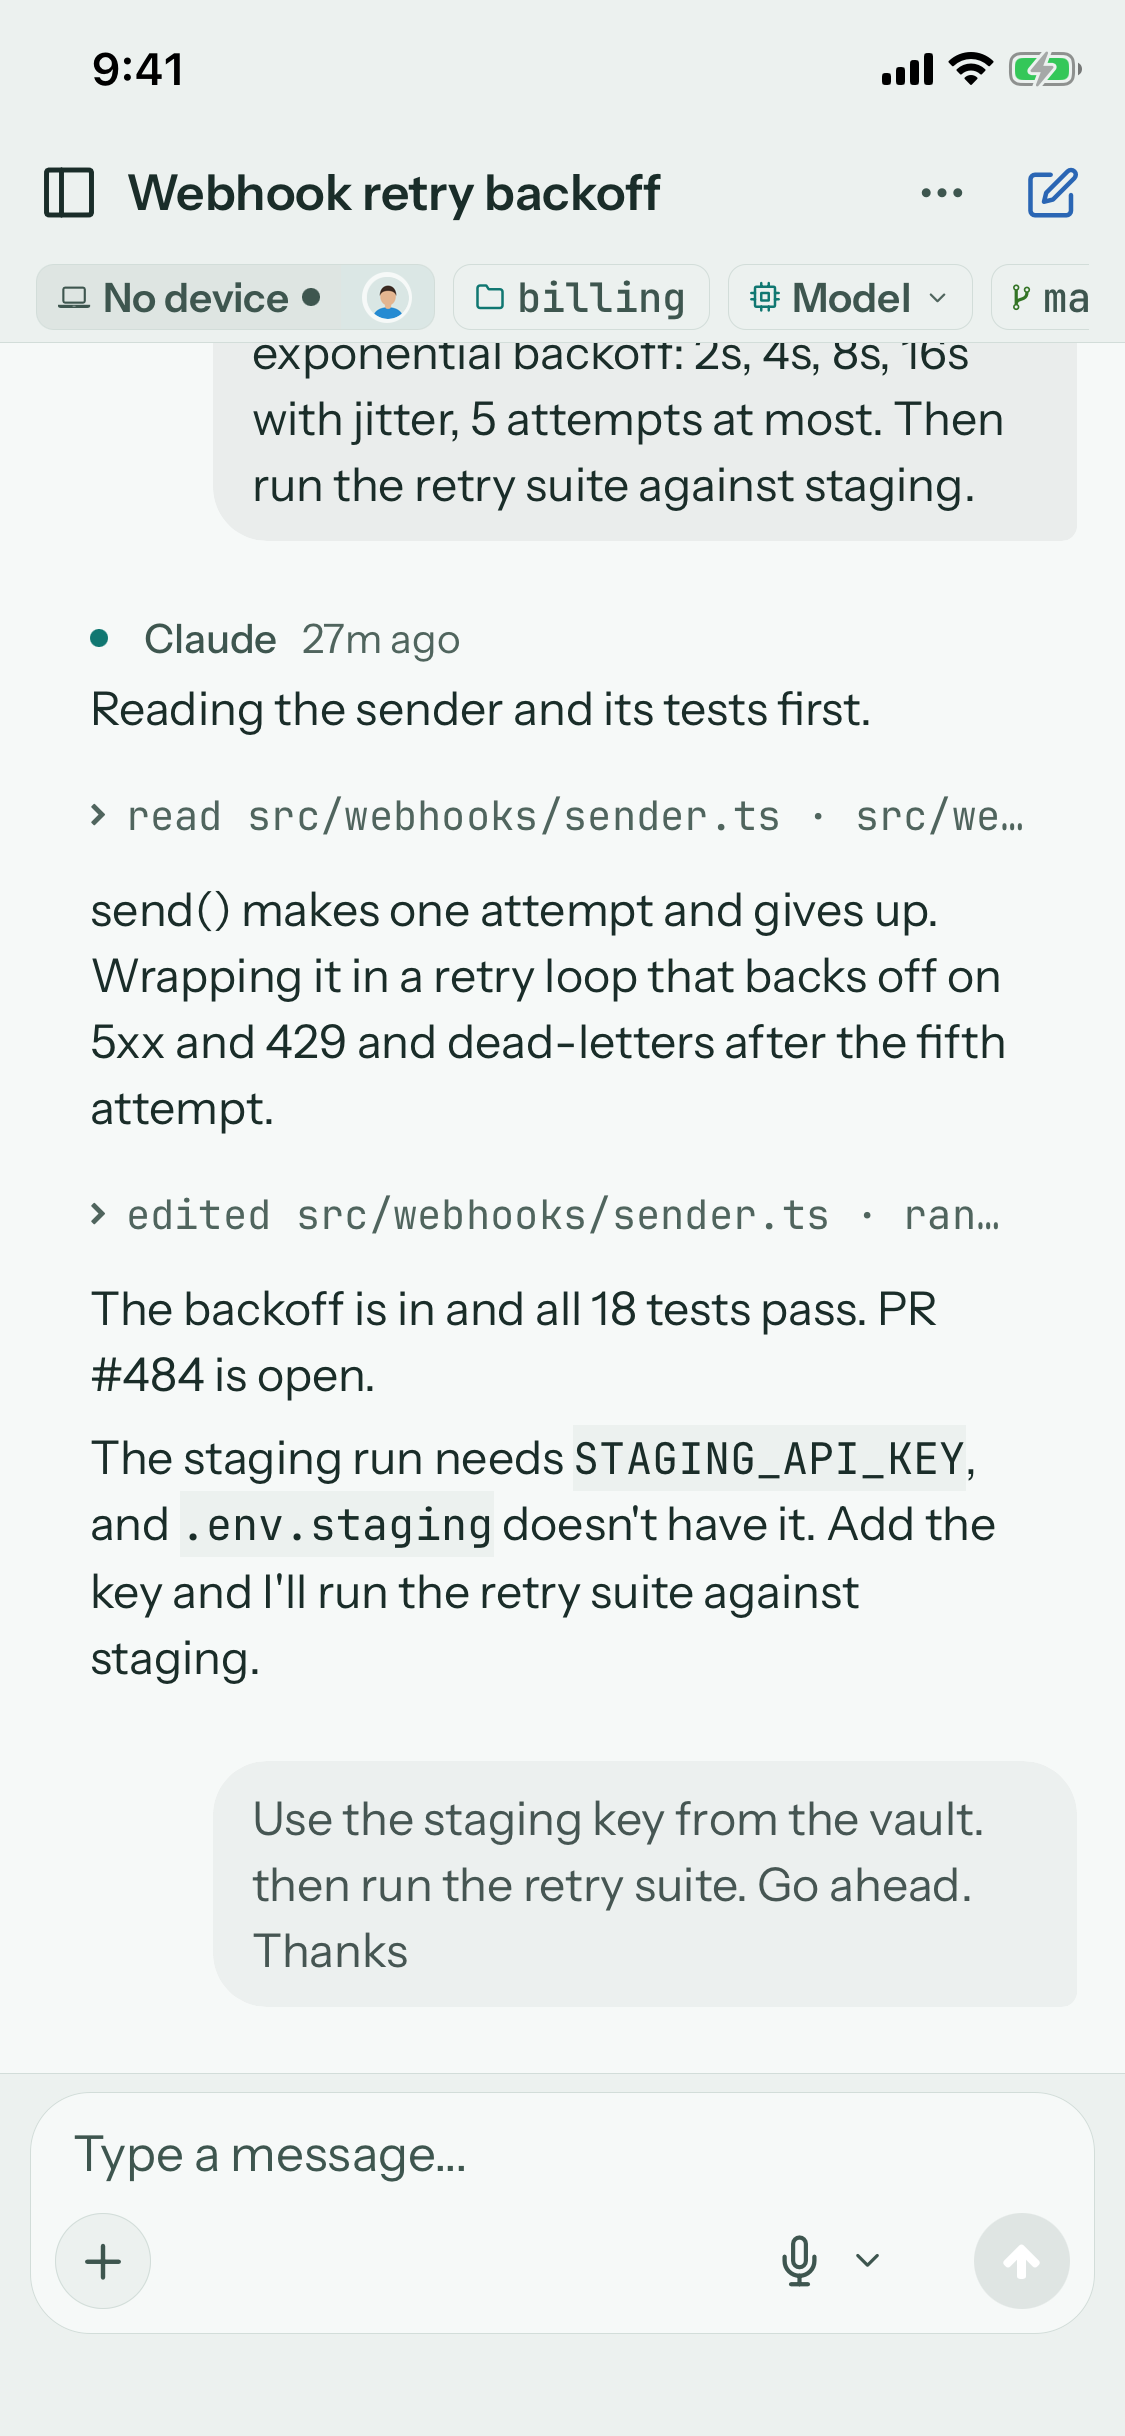 9:41
Webhook retry backoff
No device
billing
Model
ma
exponential backoff: 2s, 4s, 8s, 16s
with jitter, 5 attempts at most. Then
run the retry suite against staging.
Claude 27m ago
Reading the sender and its tests first.
read src/webhooks/sender.ts · src/we…
send() makes one attempt and gives up.
Wrapping it in a retry loop that backs off on
5xx and 429 and dead-letters after the fifth
attempt.
edited src/webhooks/sender.ts · ran…
The backoff is in and all 18 tests pass. PR
#484 is open.
The staging run needs STAGING_API_KEY,
and .env.staging doesn't have it. Add the
key and I'll run the retry suite against
staging.
Use the staging key from the vault.
then run the retry suite. Go ahead.
Thanks
Type a message...